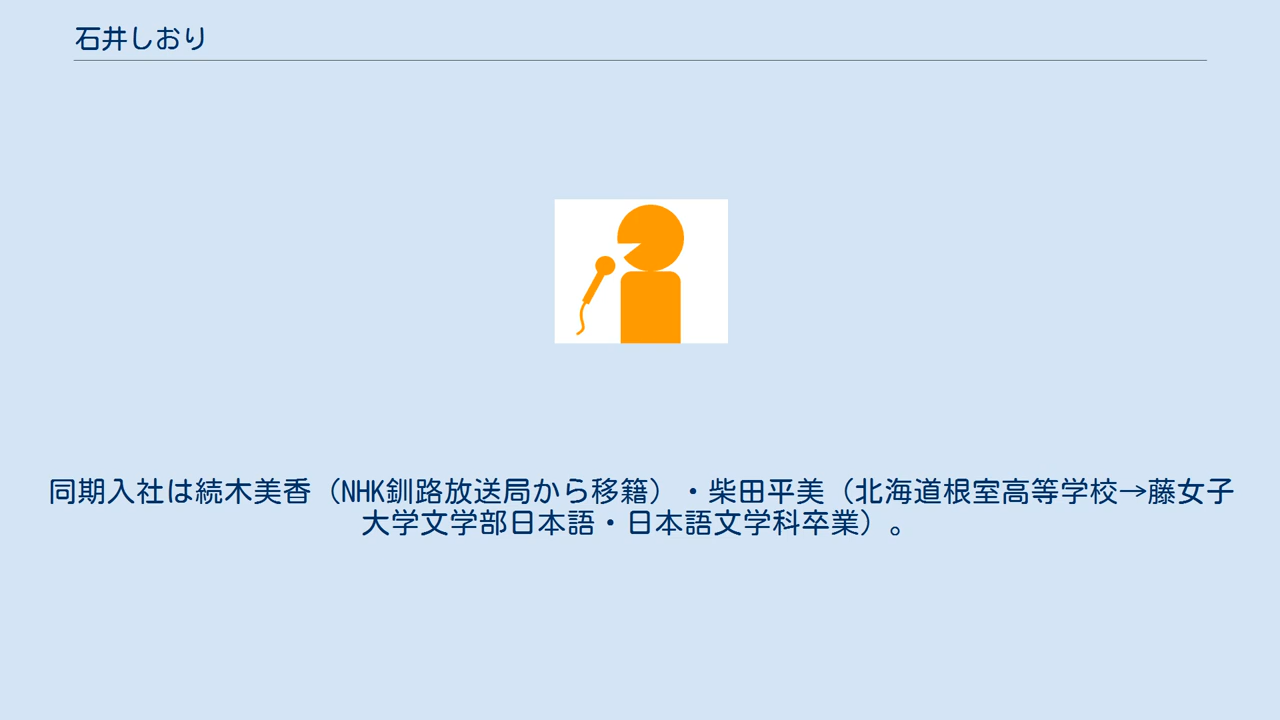 石井しおり
同期入社は続木美香（NHK釧路放送局から移籍）・柴田平美（北海道根室高等学校→藤女子
大学文学部日本語・日本語文学科卒業）。